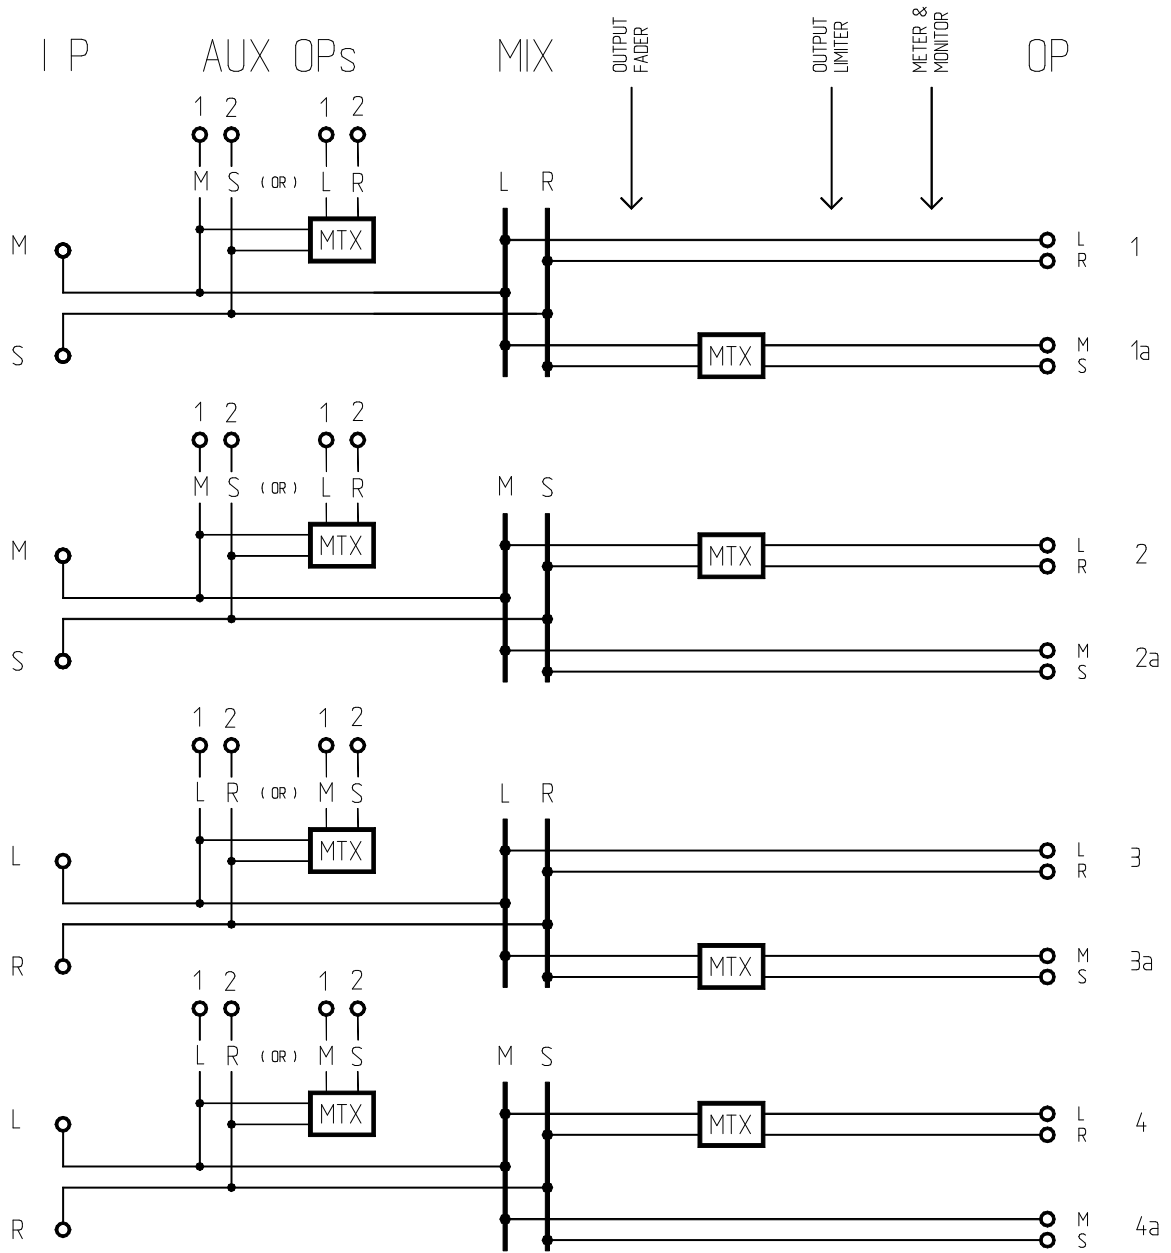 I P AUX OPs MIX OUTPUT FADER OUTPUT LIMITER METER & MONITOR OP
1 2 1 2
M S (OR) L R L R
MTX
M L 1
R
S MTX M 1a
S
1 2 1 2
M S (OR) L R M S
MTX
M MTX L 2
R
S M 2a
S
1 2 1 2
L R (OR) M S L R
MTX
L L 3
R
R MTX M 3a
S
1 2 1 2
L R (OR) M S M S
MTX
L MTX L 4
R
R M 4a
S